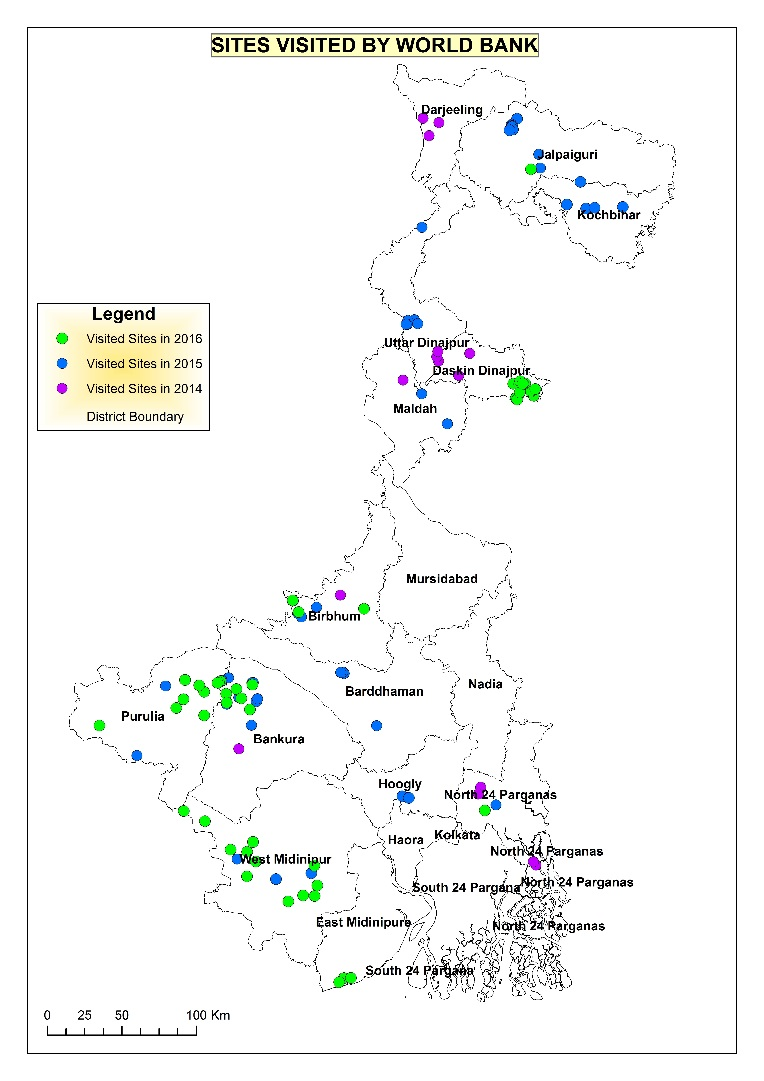 SITES VISITED BY WORLD BANK
Darjeeling
Jalpaiguri
Kochbihar
Legend
Visited Sites in 2016
Visited Sites in 2015
Visited Sites in 2014
District Boundary
Uttar Dinajpur
Daskin Dinajpur
Maldah
Mursidabad
Birbhum
Nadia
Barddhaman
Purulia
Bankura
Hoogly
North 24 Parganas
Haora
Kolkata
North 24 Parganas
West Midinipur
North 24 Parganas
South 24 Pargana
East Midinipure
North 24 Parganas
South 24 Pargana
0 25 50 100 Km